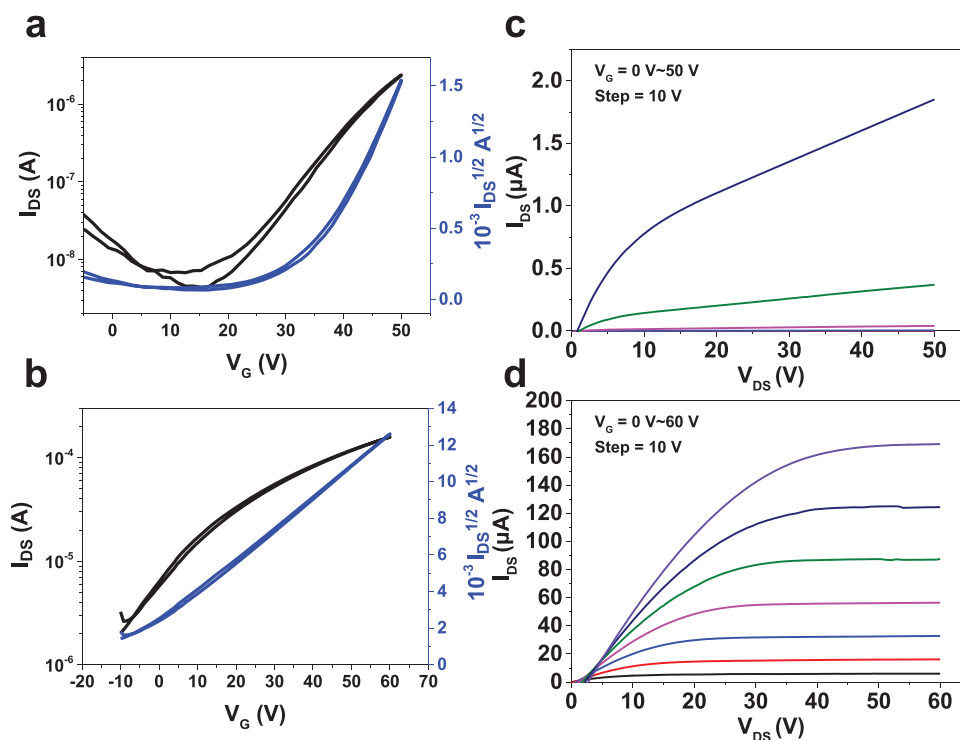 a
10⁻⁶
10⁻⁷
10⁻⁸
I_DS (A)
1.5
1.0
0.5
0.0
10⁻³ I_DS^1/2 A^1/2
0 10 20 30 40 50
V_G (V)
b
10⁻⁴
10⁻⁵
10⁻⁶
I_DS (A)
14
12
10
8
6
4
2
0
10⁻³ I_DS^1/2 A^1/2
-20 -10 0 10 20 30 40 50 60 70
V_G (V)
c
V_G = 0 V~50 V
Step = 10 V
2.0
1.5
1.0
0.5
0.0
I_DS (μA)
0 10 20 30 40 50
V_DS (V)
d
V_G = 0 V~60 V
Step = 10 V
200
180
160
140
120
100
80
60
40
20
0
I_DS (μA)
0 10 20 30 40 50 60
V_DS (V)